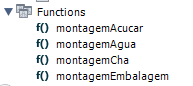 Functions
f() montagemAcucar
f() montagemAgua
f() montagemCha
f() montagemEmbalagem